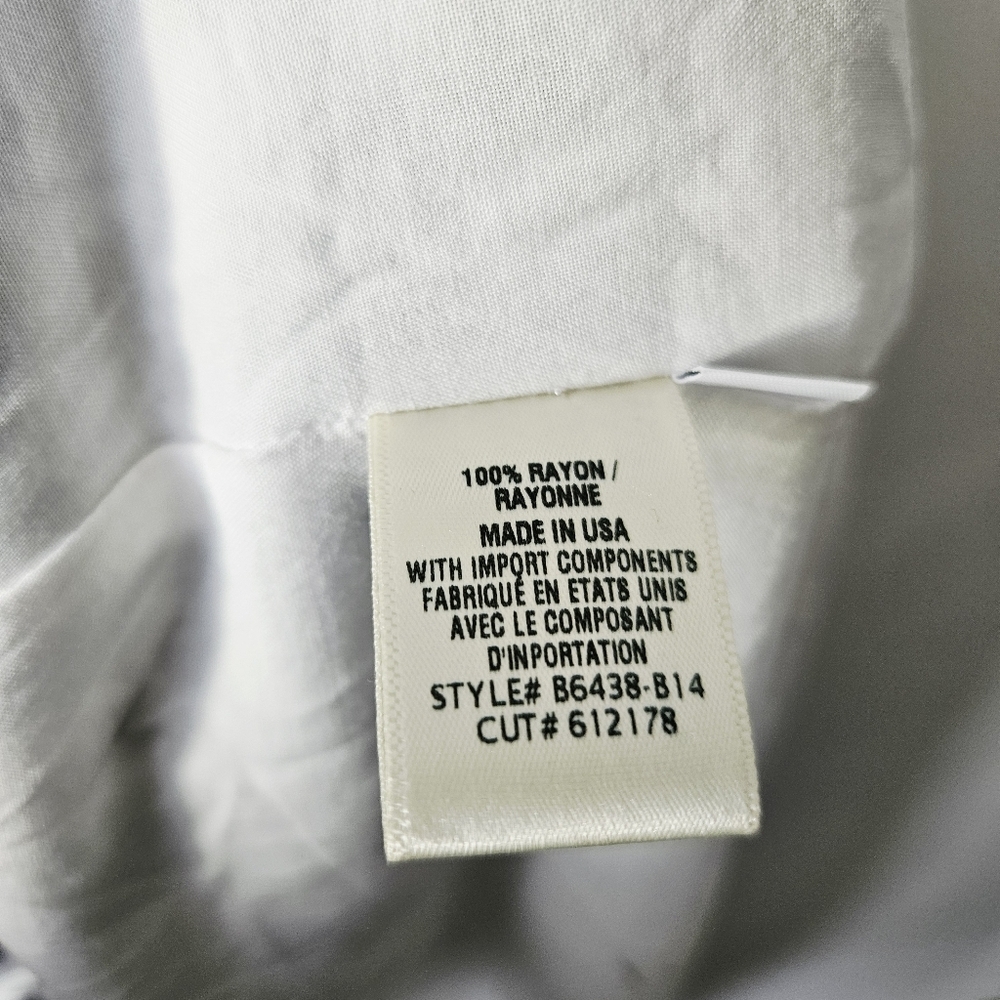 100% RAYON /
RAYONNE
MADE IN USA
WITH IMPORT COMPONENTS
FABRIQUÉ EN ETATS UNIS
AVEC LE COMPOSANT
D'INPORTATION
STYLE# B6438-B14
CUT# 612178